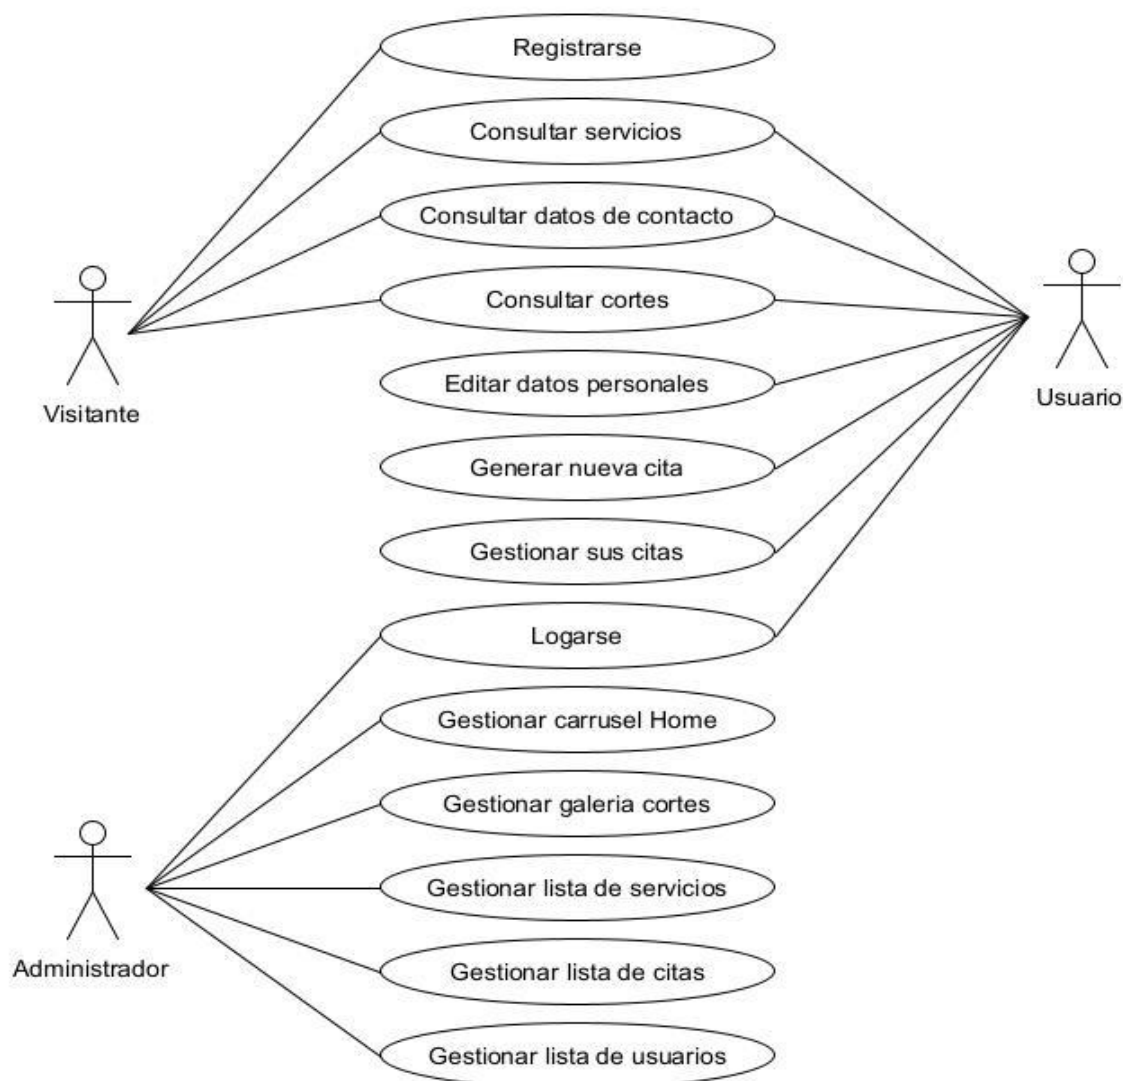 Registrarse
Consultar servicios
Consultar datos de contacto
Consultar cortes
Visitante
Editar datos personales
Usuario
Generar nueva cita
Gestionar sus citas
Logarse
Gestionar carrusel Home
Gestionar galeria cortes
Gestionar lista de servicios
Administrador
Gestionar lista de citas
Gestionar lista de usuarios